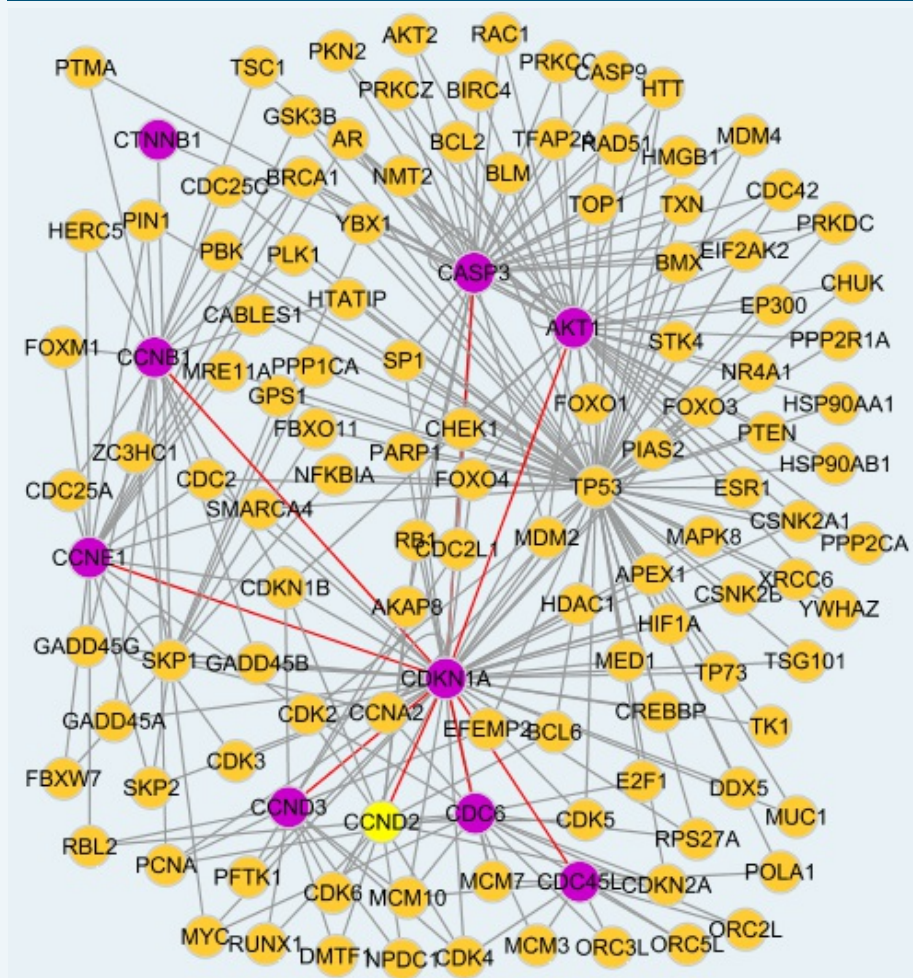 RAC1
AKT2
PKN2
PTMA
TSC1
PRKCQ
CASP9
PRKCZ
BIRC4
HTT
GSK3B
CTNNB1
AR
BCL2
TFAP2A
RAD51
MDM4
HMGB1
CDC25C
BRCA1
NMT2
BLM
CDC42
HERC5
PIN1
YBX1
TOP1
TXN
PRKDC
PBK
PLK1
CASP3
BMX
EIF2AK2
CHUK
CABLES1
HTATIP
EP300
AKT1
FOXM1
CCNB1
MRE11A
PPP1CA
SP1
STK4
PPP2R1A
NR4A1
GPS1
FOXO1
FOXO3
HSP90AA1
FBXO11
CHEK1
PTEN
ZC3HC1
PARP1
PIAS2
CDC25A
CDC2
NFKBIA
FOXO4
TP53
ESR1
HSP90AB1
SMARCA4
CSNK2A1
RB1
CDC2L1
MDM2
MAPK8
PPP2CA
CCNE1
CDKN1B
APEX1
XRCC6
AKAP8
HDAC1
CSNK2B
YWHAZ
HIF1A
GADD45G
SKP1
GADD45B
CDKN1A
MED1
TP73
TSG101
GADD45A
CDK2
CCNA2
EFEMP2
BCL6
CREBBP
TK1
FBXW7
SKP2
CDK3
E2F1
DDX5
MUC1
CCND3
CCND2
CDC6
CDK5
RPS27A
RBL2
PCNA
PFTK1
CDK6
MCM10
MCM7
CDC45L
CDKN2A
POLA1
MYC
RUNX1
DMTF1
NPDC1
CDK4
MCM3
ORC3L
ORC5L
ORC2L